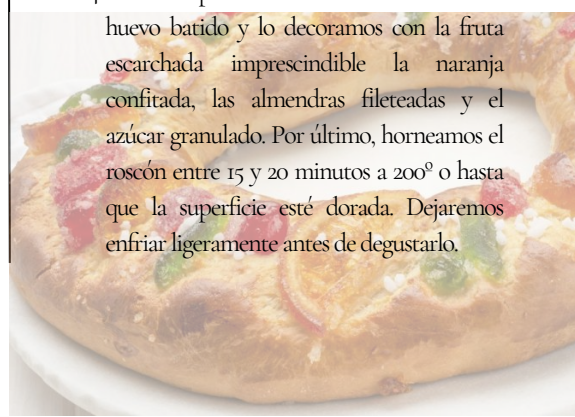 huevo batido y lo decoramos con la fruta
escarchada imprescindible la naranja
confitada, las almendras fileteadas y el
azúcar granulado. Por último, horneamos el
roscón entre 15 y 20 minutos a 200º o hasta
que la superficie esté dorada. Dejaremos
enfriar ligeramente antes de degustarlo.